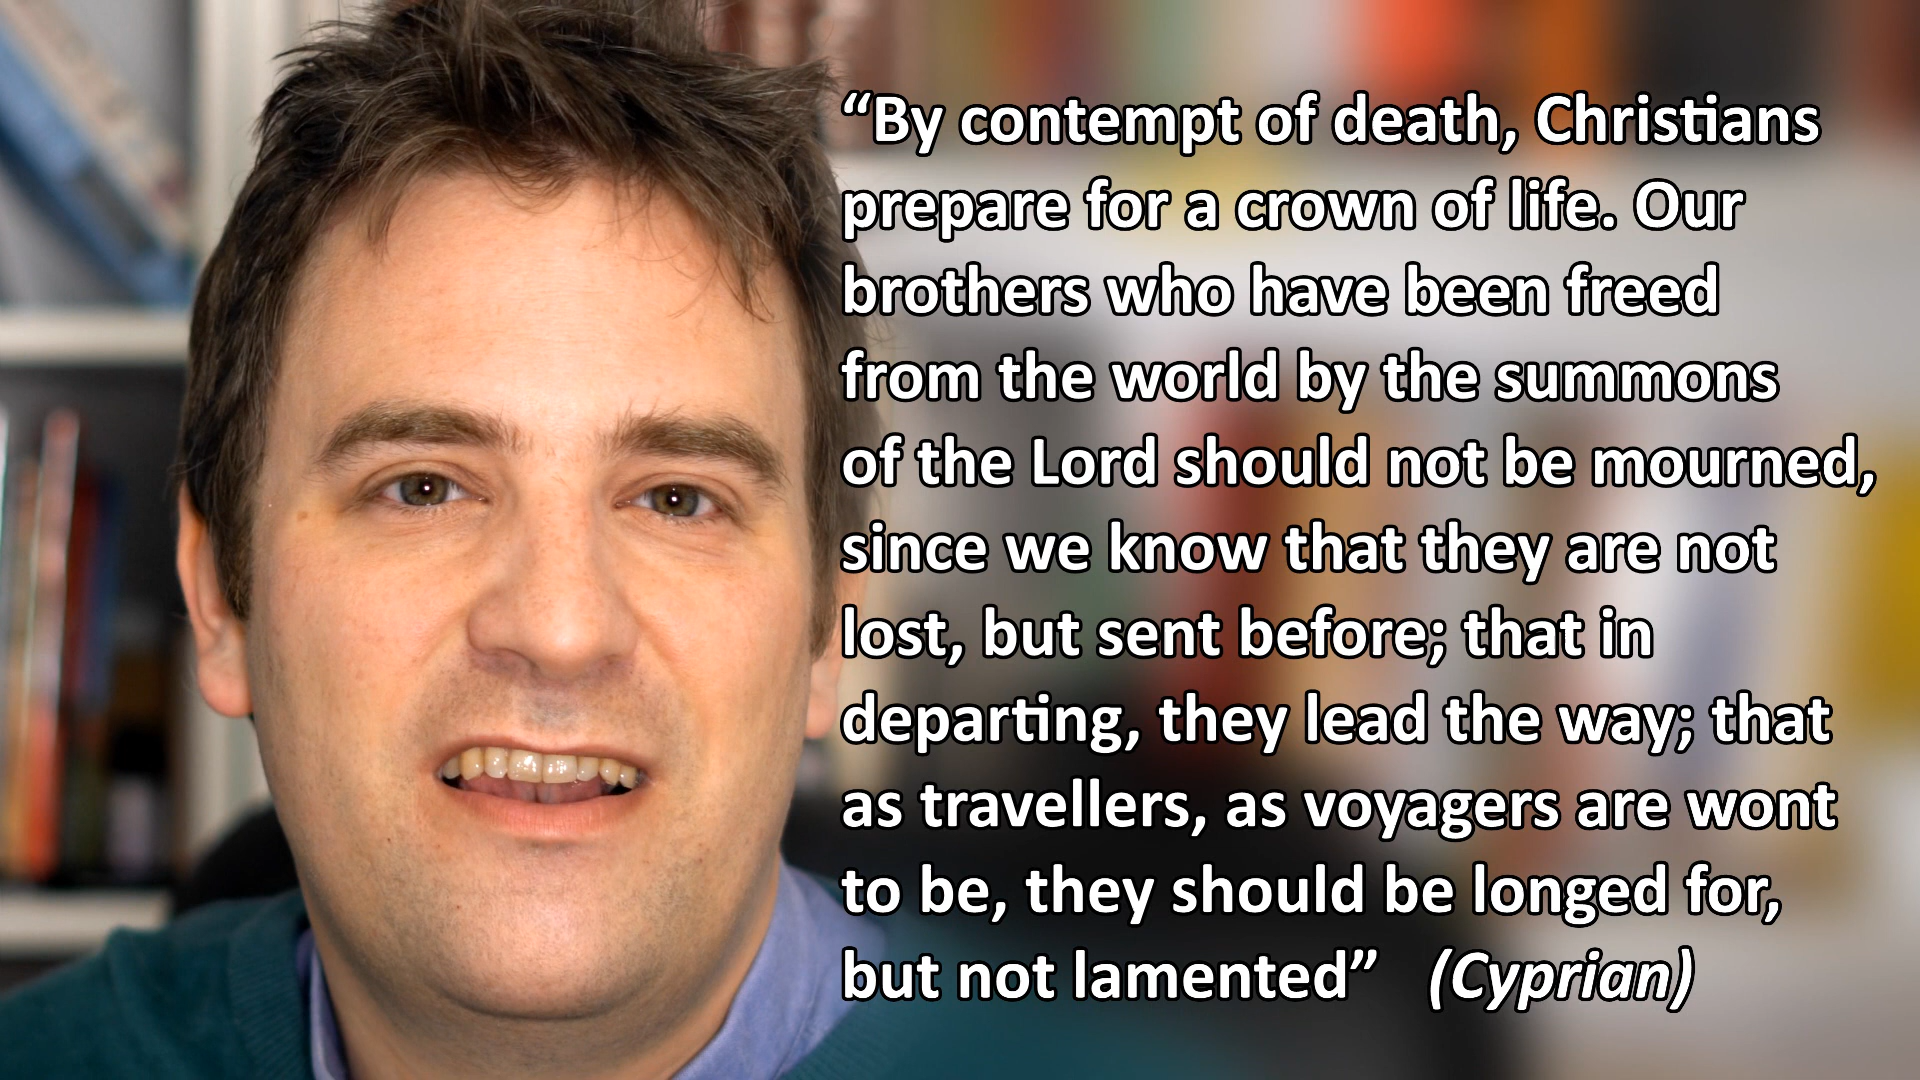 “By contempt of death, Christians
prepare for a crown of life. Our
brothers who have been freed
from the world by the summons
of the Lord should not be mourned,
since we know that they are not
lost, but sent before; that in
departing, they lead the way; that
as travellers, as voyagers are wont
to be, they should be longed for,
but not lamented” (Cyprian)